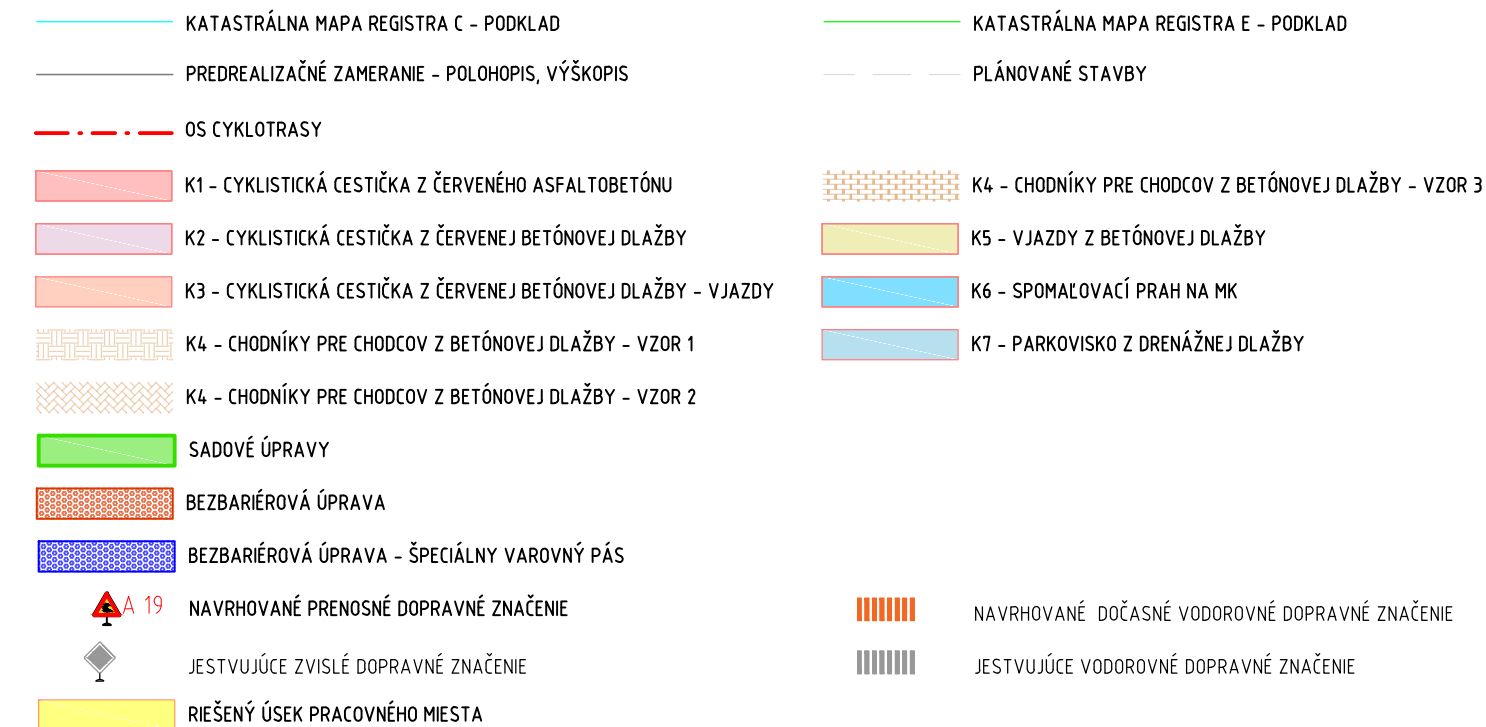 KATASTRÁLNA MAPA REGISTRA C - PODKLAD
KATASTRÁLNA MAPA REGISTRA E - PODKLAD
PREDREALIZAČNÉ ZAMERANIE - POLOHOPIS, VÝŠKOPIS
PLÁNOVANÉ STAVBY
OS CYKLOTRASY
K1 - CYKLISTICKÁ CESTIČKA Z ČERVENÉHO ASFALTOBETÓNU
K4 - CHODNÍKY PRE CHODCOV Z BETÓNOVEJ DLAŽBY - VZOR 3
K2 - CYKLISTICKÁ CESTIČKA Z ČERVENEJ BETÓNOVEJ DLAŽBY
K5 - VJAZDY Z BETÓNOVEJ DLAŽBY
K3 - CYKLISTICKÁ CESTIČKA Z ČERVENEJ BETÓNOVEJ DLAŽBY - VJAZDY
K6 - SPOMAĽOVACÍ PRAH NA MK
K4 - CHODNÍKY PRE CHODCOV Z BETÓNOVEJ DLAŽBY - VZOR 1
K7 - PARKOVISKO Z DRENÁŽNEJ DLAŽBY
K4 - CHODNÍKY PRE CHODCOV Z BETÓNOVEJ DLAŽBY - VZOR 2
SADOVÉ ÚPRAVY
BEZBARIÉROVÁ ÚPRAVA
BEZBARIÉROVÁ ÚPRAVA - ŠPECIÁLNY VAROVNÝ PÁS
A 19 NAVRHOVANÉ PRENOSNÉ DOPRAVNÉ ZNAČENIE
NAVRHOVANÉ DOČASNÉ VODOROVNÉ DOPRAVNÉ ZNAČENIE
JESTVUJÚCE ZVISLÉ DOPRAVNÉ ZNAČENIE
JESTVUJÚCE VODOROVNÉ DOPRAVNÉ ZNAČENIE
RIEŠENÝ ÚSEK PRACOVNÉHO MIESTA